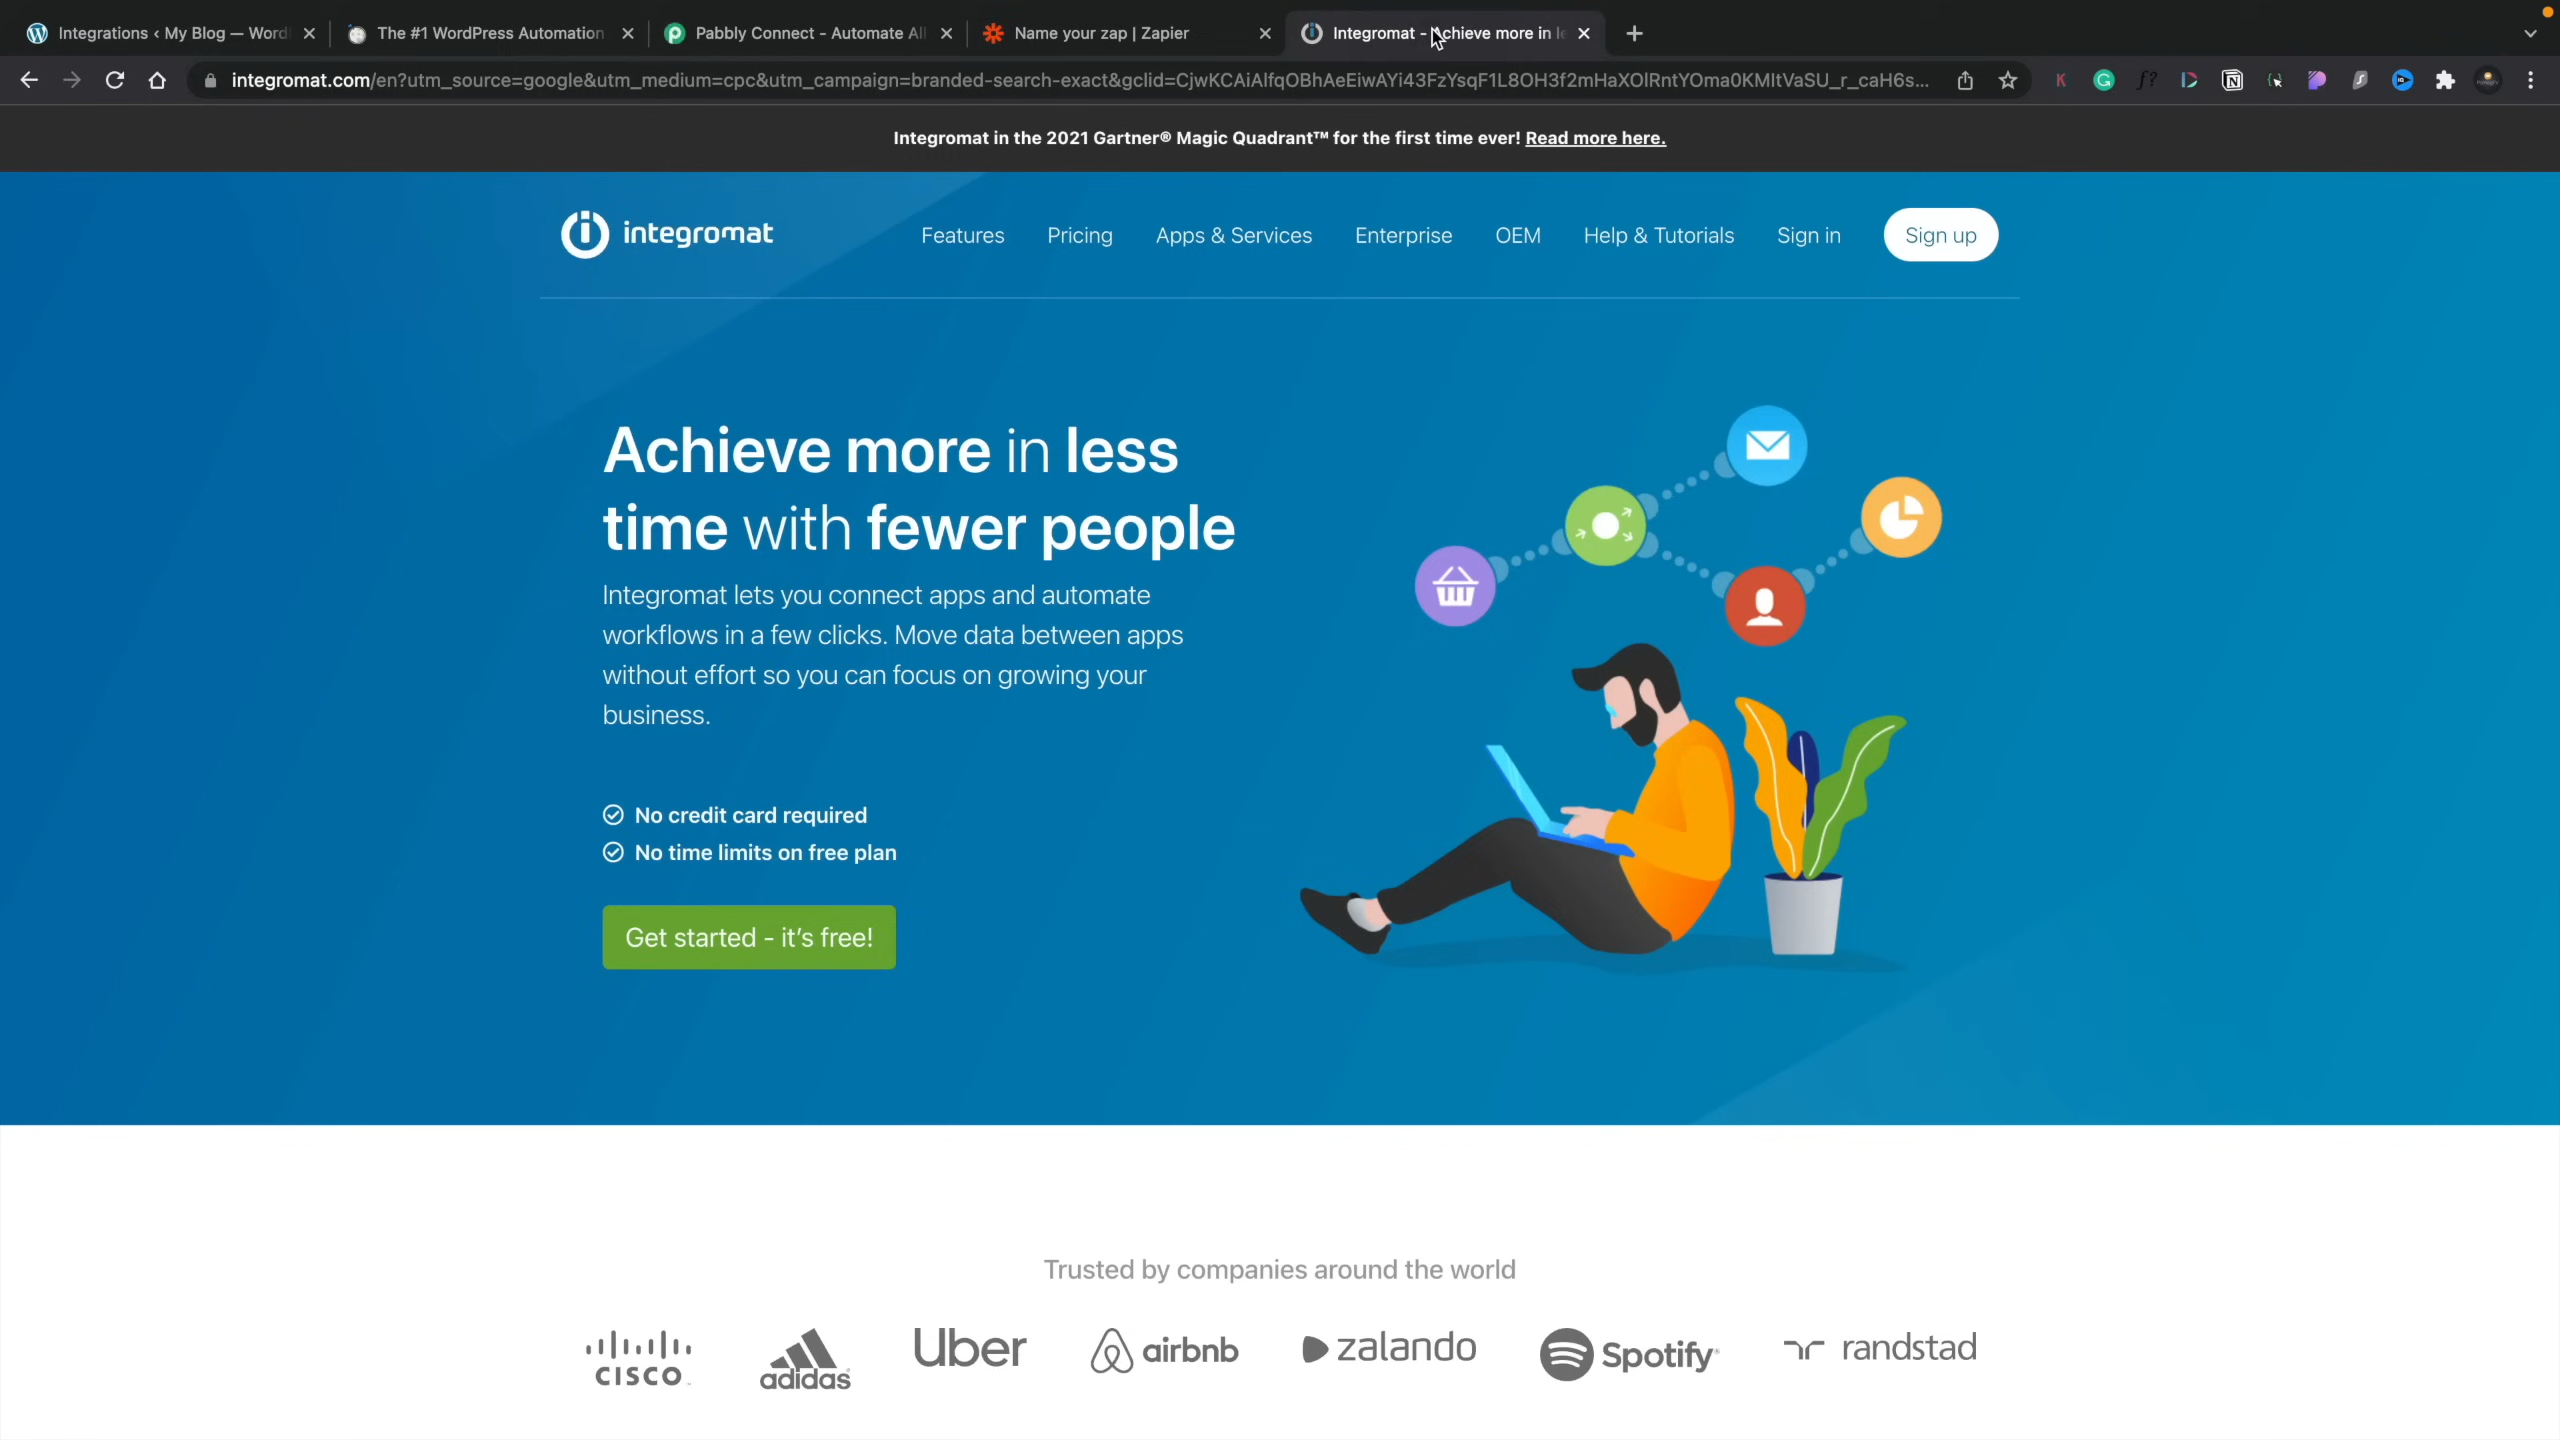 Integrations ‹ My Blog — Word
The #1 WordPress Automation
Pabbly Connect - Automate All
Name your zap | Zapier
Integromat - Achieve more in le
integromat.com/en?utm_source=google&utm_medium=cpc&utm_campaign=branded-search-exact&gclid=CjwKCAiAlfqOBhAeEiwAYi43FzYsqF1L8OH3f2mHaXOlRntYOma0KMItVaSU_r_caH6s...
Integromat in the 2021 Gartner® Magic Quadrant™ for the first time ever! Read more here.
integromat
Features
Pricing
Apps & Services
Enterprise
OEM
Help & Tutorials
Sign in
Sign up
Achieve more in less
time with fewer people
Integromat lets you connect apps and automate
workflows in a few clicks. Move data between apps
without effort so you can focus on growing your
business.
No credit card required
No time limits on free plan
Get started - it's free!
Trusted by companies around the world
CISCO
adidas
Uber
airbnb
zalando
Spotify
randstad